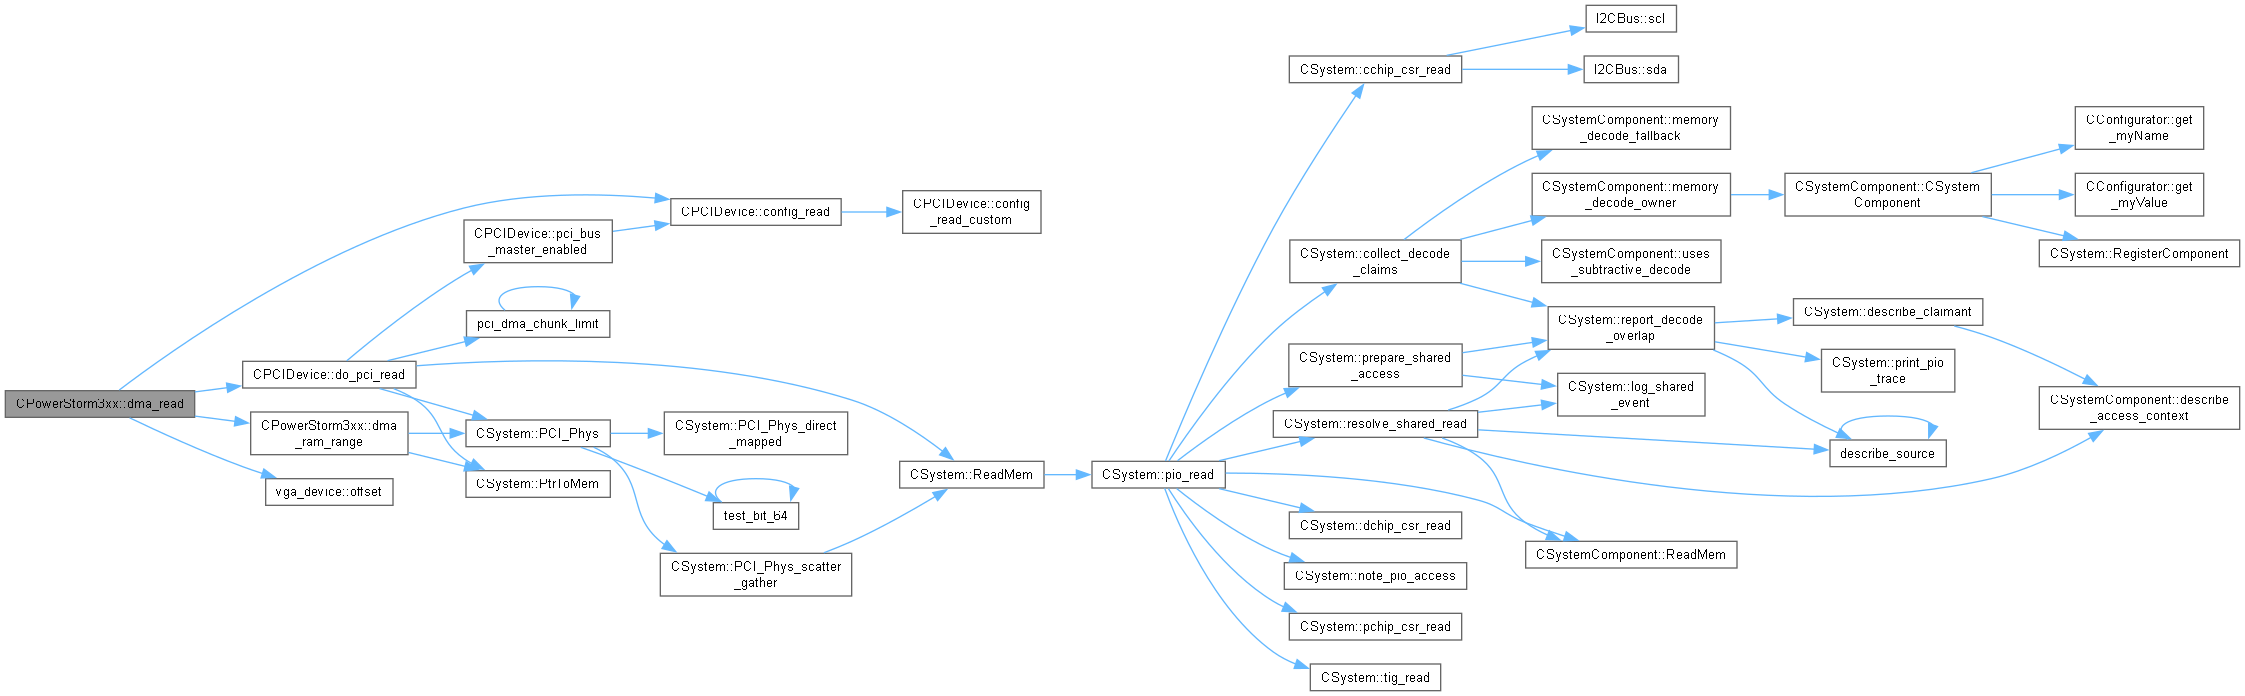 CPowerStorm3xx::dma_read
CPCIDevice::do_pci_read
CPowerStorm3xx::dma
_ram_range
vga_device::offset
CPCIDevice::pci_bus
_master_enabled
pci_dma_chunk_limit
CSystem::PCI_Phys
CSystem::PtrToMem
CPCIDevice::config_read
CPCIDevice::config
_read_custom
CSystem::PCI_Phys_direct
_mapped
test_bit_64
CSystem::PCI_Phys_scatter
_gather
CSystem::ReadMem
CSystem::pio_read
CSystem::cchip_csr_read
CSystem::collect_decode
_claims
CSystem::prepare_shared
_access
CSystem::resolve_shared_read
CSystem::dchip_csr_read
CSystem::note_pio_access
CSystem::pchip_csr_read
CSystem::tig_read
I2CBus::scl
I2CBus::sda
CSystemComponent::memory
_decode_fallback
CSystemComponent::memory
_decode_owner
CSystemComponent::uses
_subtractive_decode
CSystem::report_decode
_overlap
CSystem::log_shared
_event
CSystemComponent::ReadMem
CSystemComponent::CSystem
Component
CSystem::describe_claimant
CSystem::print_pio
_trace
describe_source
CConfigurator::get
_myName
CConfigurator::get
_myValue
CSystem::RegisterComponent
CSystemComponent::describe
_access_context